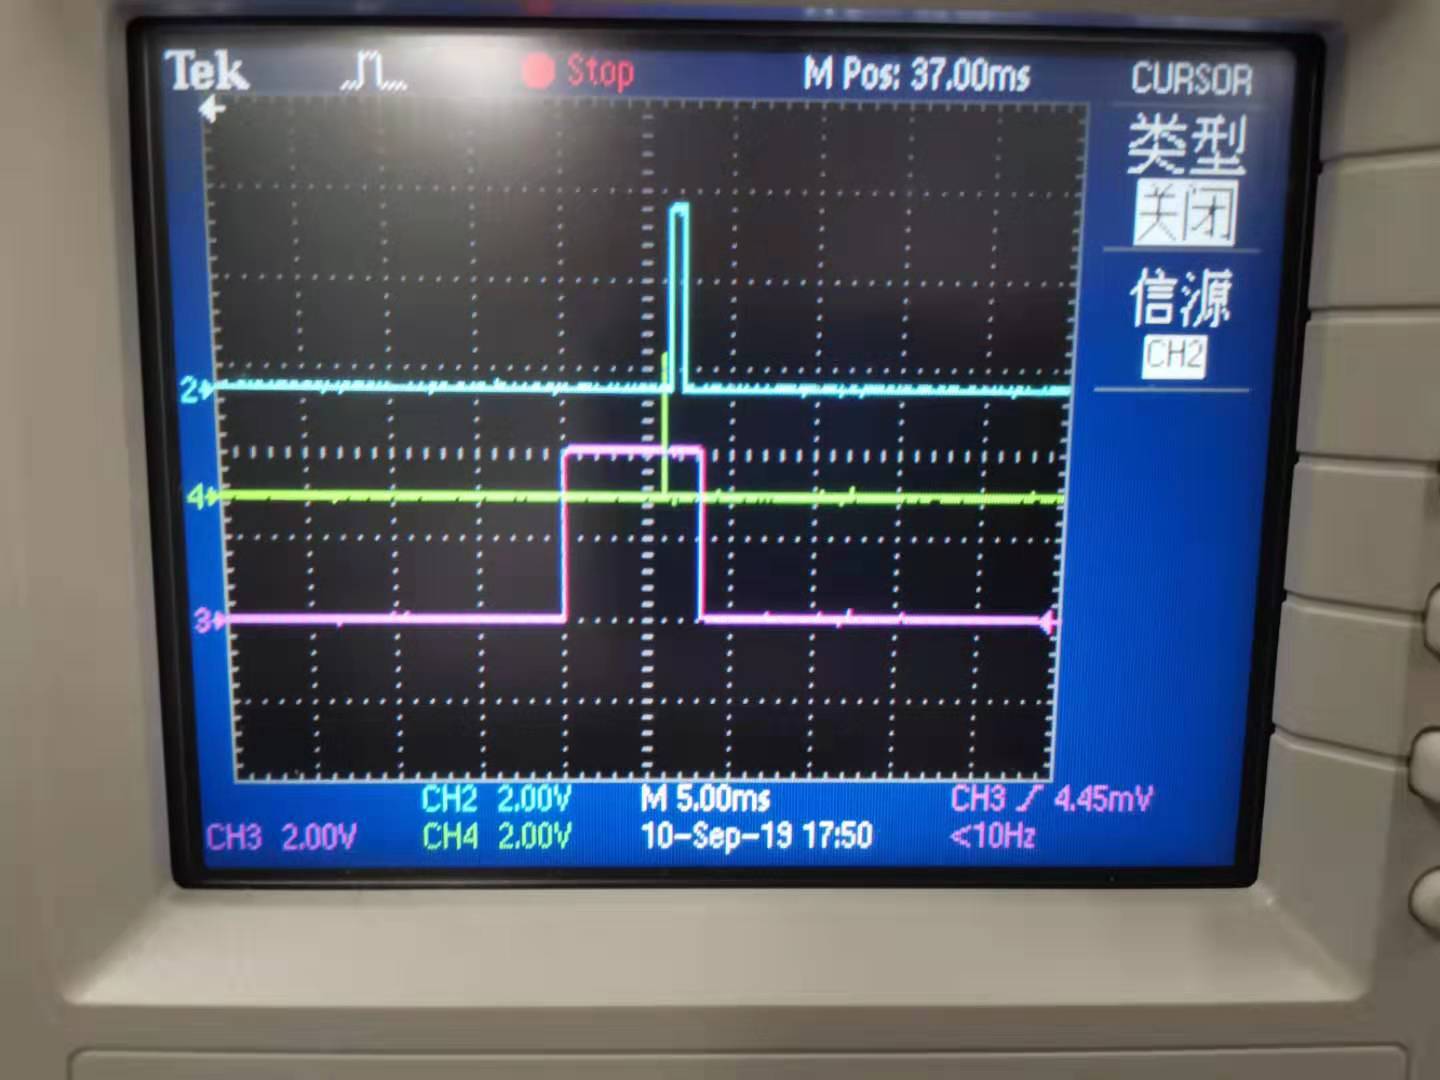 Tek Stop M Pos: 37.00ms CURSOR
类型
关闭
信源
CH2
2
4
3
CH2 2.00V M 5.00ms CH3 4.45mV
CH3 2.00V CH4 2.00V 10-Sep-19 17:50 <10Hz